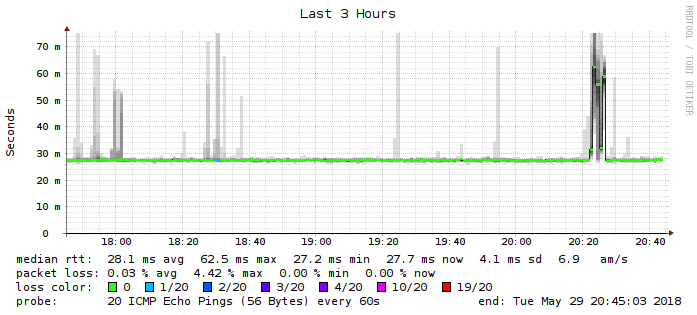 Last 3 Hours
RRDTOOL / TOBI OETIKER
Seconds
70 m
60 m
50 m
40 m
30 m
20 m
10 m
0
18:00 18:20 18:40 19:00 19:20 19:40 20:00 20:20 20:40
median rtt: 28.1 ms avg 62.5 ms max 27.2 ms min 27.7 ms now 4.1 ms sd 6.9 am/s
packet loss: 0.03 % avg 4.42 % max 0.00 % min 0.00 % now
loss color: 0 1/20 2/20 3/20 4/20 10/20 19/20
probe: 20 ICMP Echo Pings (56 Bytes) every 60s end: Tue May 29 20:45:03 2018